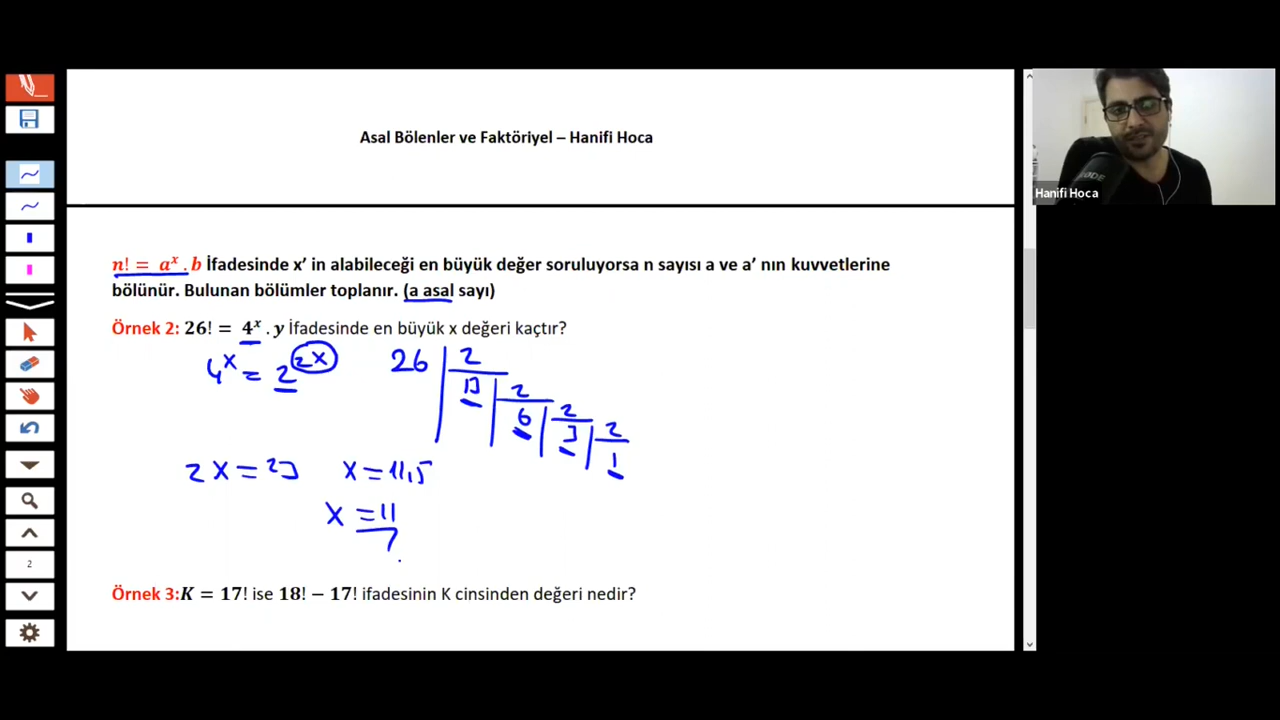 Asal Bölenler ve Faktöriyel – Hanifi Hoca
Hanifi Hoca
n! = aˣ . b İfadesinde x’ in alabileceği en büyük değer soruluyorsa n sayısı a ve a’ nın kuvvetlerine
bölünür. Bulunan bölümler toplanır. (a asal sayı)
Örnek 2: 26! = 4ˣ . y İfadesinde en büyük x değeri kaçtır?
4ˣ = 2²ˣ
26 2
13 2
6 2
3 2
1
2x = 23 x = 11,5
x = 11
Örnek 3:K = 17! ise 18! − 17! ifadesinin K cinsinden değeri nedir?
2